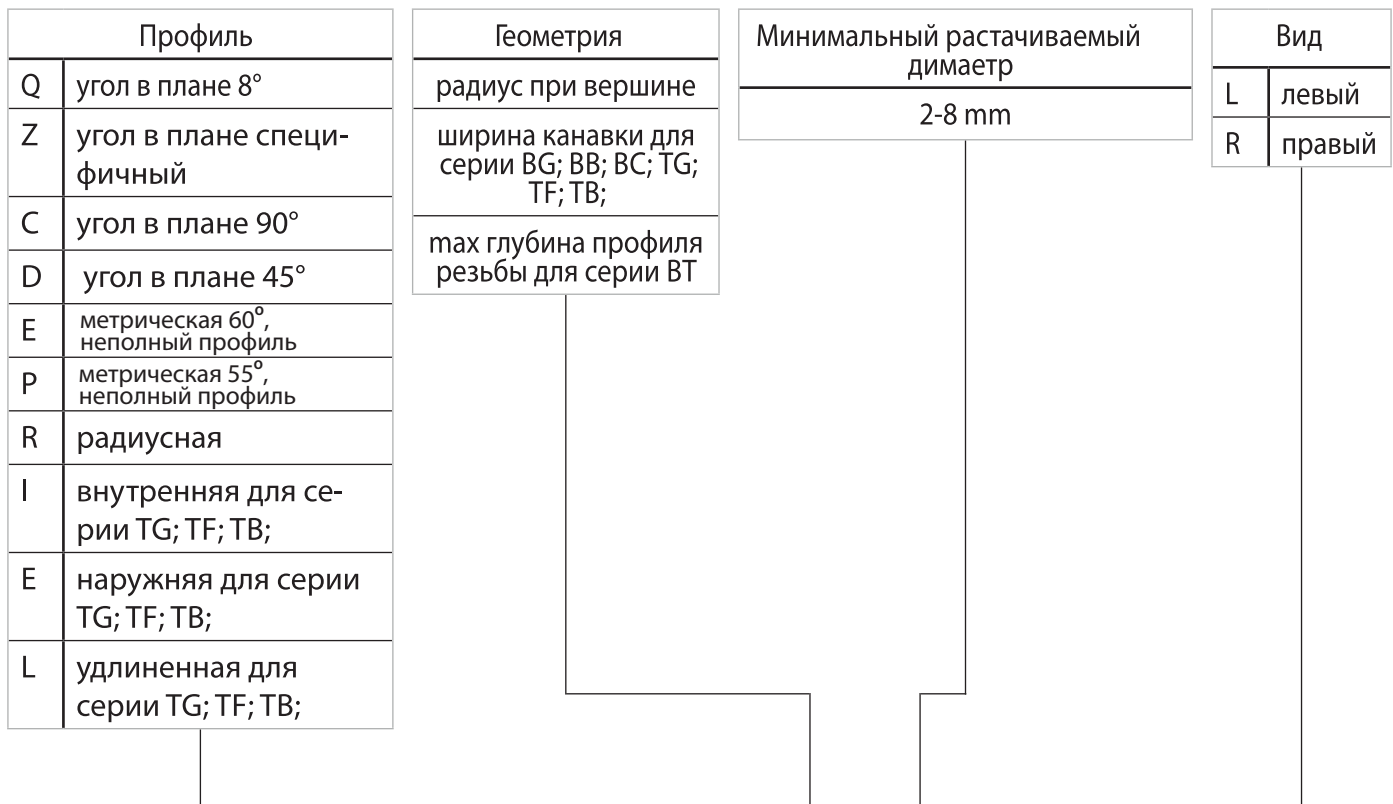 Профиль
Q угол в плане 8°
Z угол в плане специ-
фичный
C угол в плане 90°
D угол в плане 45°
E метрическая 60°,
неполный профиль
P метрическая 55°,
неполный профиль
R радиусная
I внутренняя для се-
рии TG; TF; TB;
E наружняя для серии
TG; TF; TB;
L удлиненная для
серии TG; TF; TB;
Геометрия
радиус при вершине
ширина канавки для
серии BG; BB; BC; TG;
TF; TB;
max глубина профиля
резьбы для серии BT
Минимальный растачиваемый
димаетр
2-8 mm
Вид
L левый
R правый